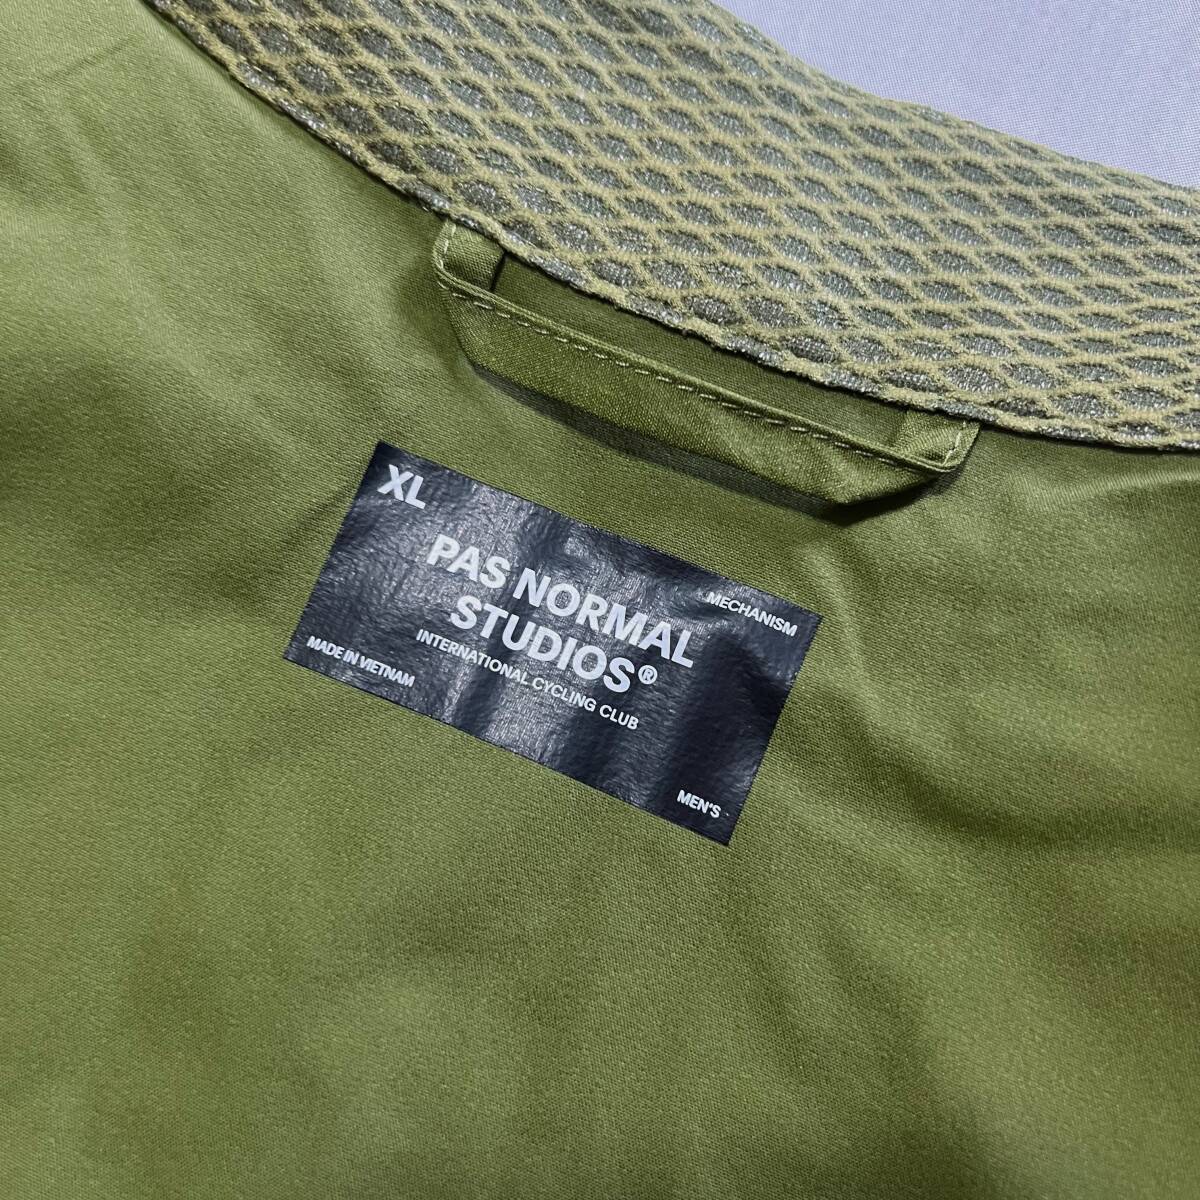 XL
MECHANISM
PAS NORMAL
STUDIOS®
INTERNATIONAL CYCLING CLUB
MADE IN VIETNAM
MEN'S